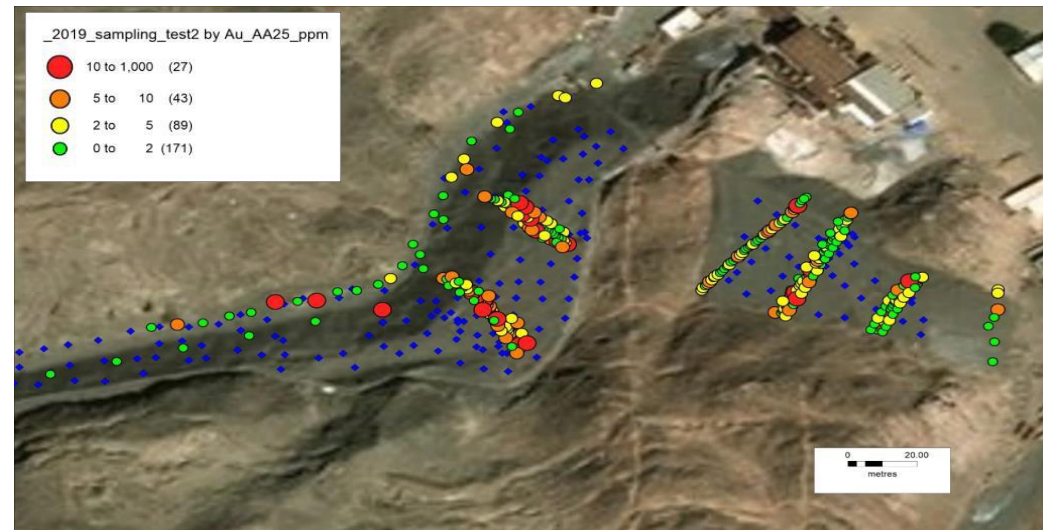 _2019_sampling_test2 by Au_AA25_ppm
10 to 1,000 (27)
5 to 10 (43)
2 to 5 (89)
0 to 2 (171)
0 20.00
metres